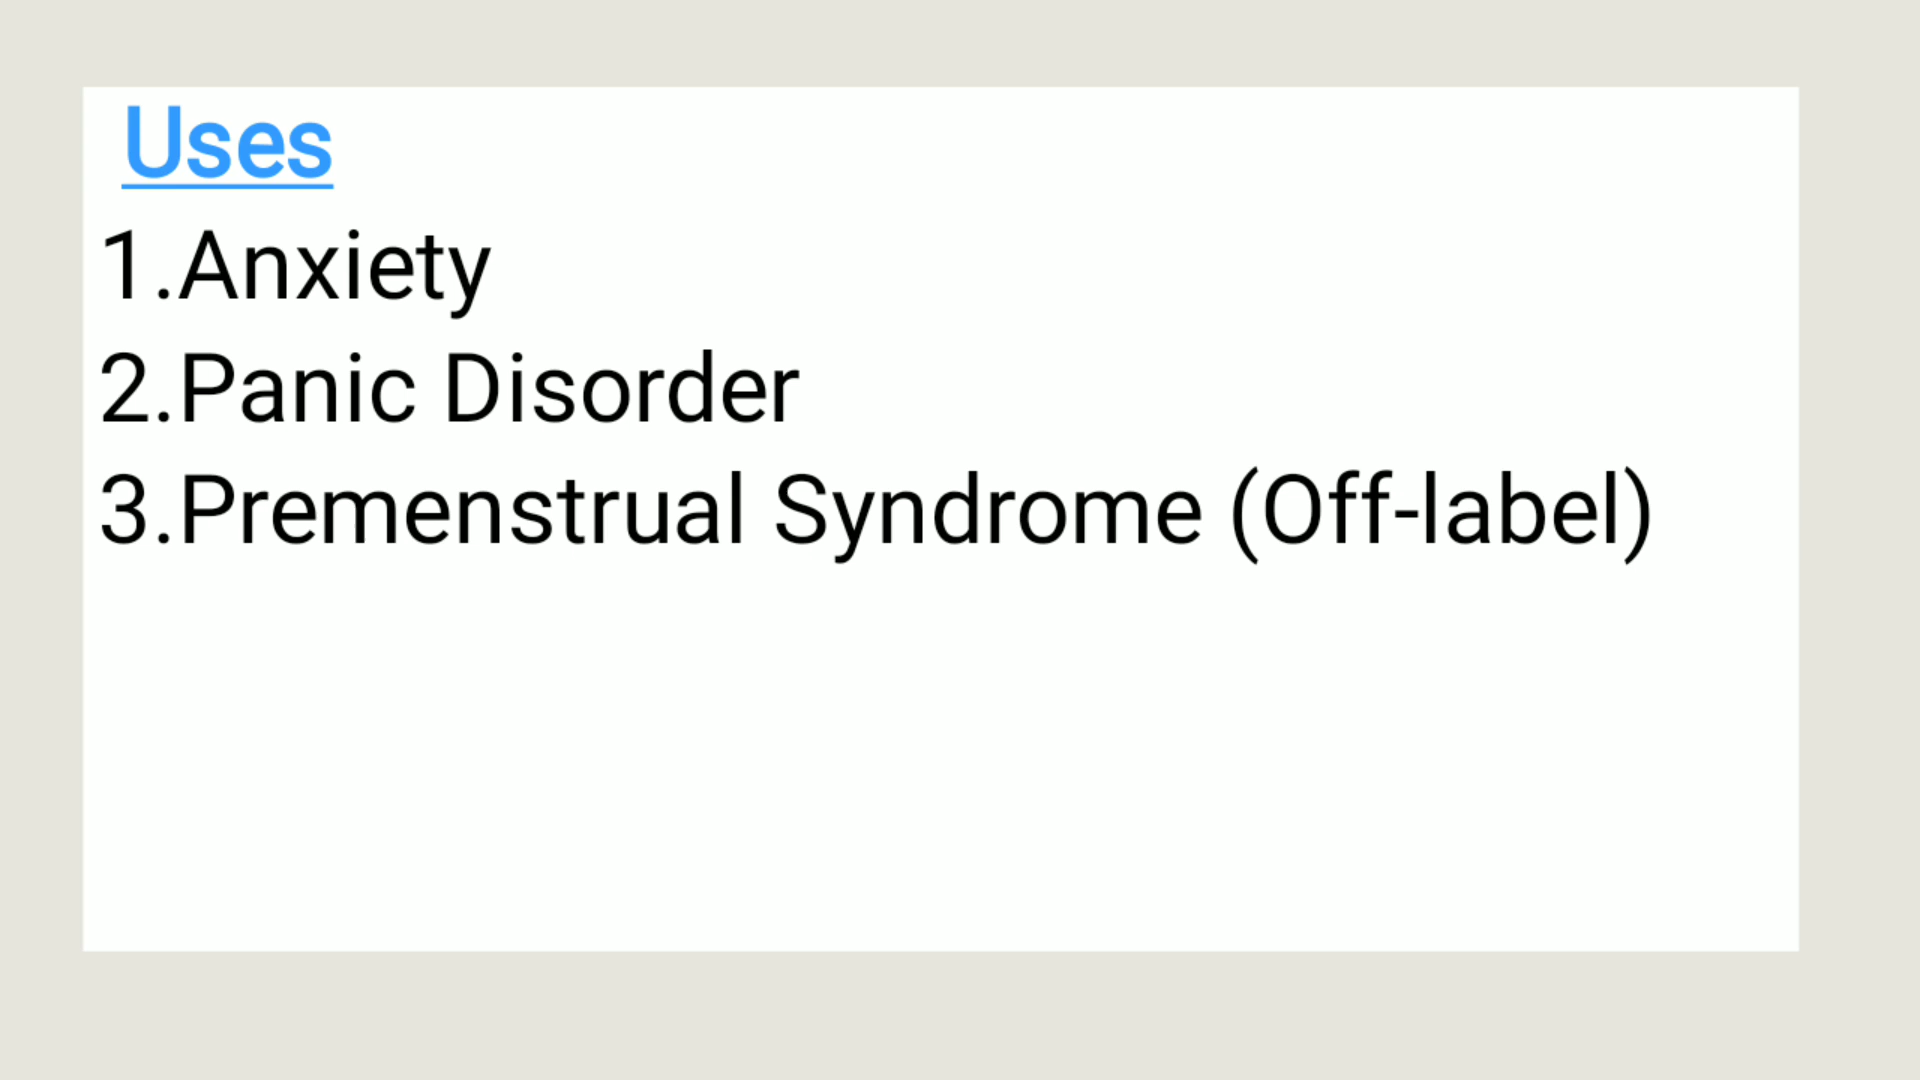 Uses
1.Anxiety
2.Panic Disorder
3.Premenstrual Syndrome (Off-label)